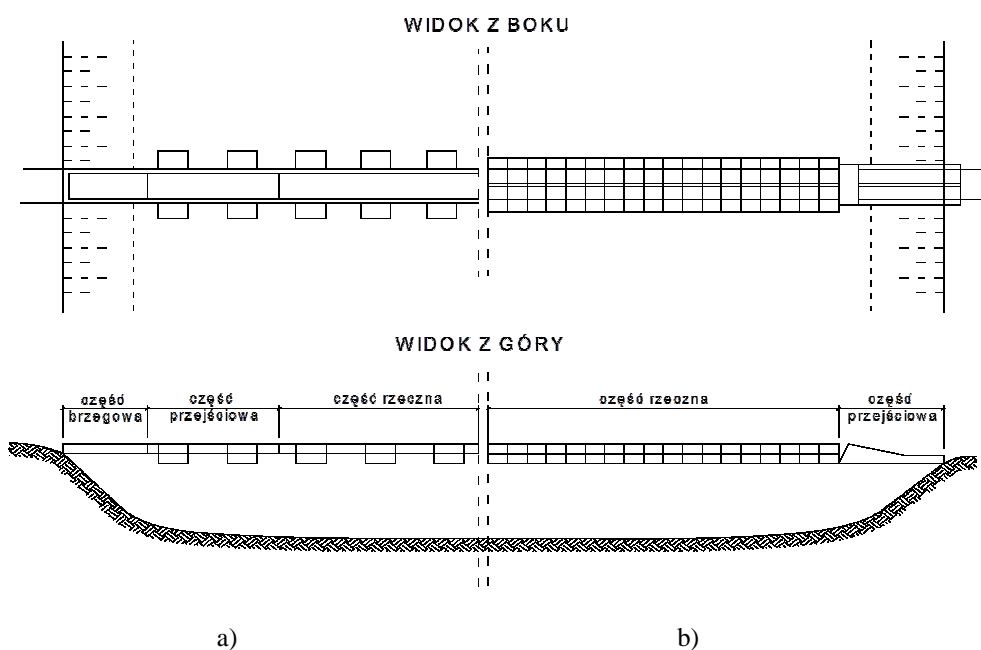 WIDOK Z BOKU
WIDOK Z GÓRY
część
brzegowa
część
przejściowa
część rzeczna
część rzeczna
część
przejściowa
a)
b)